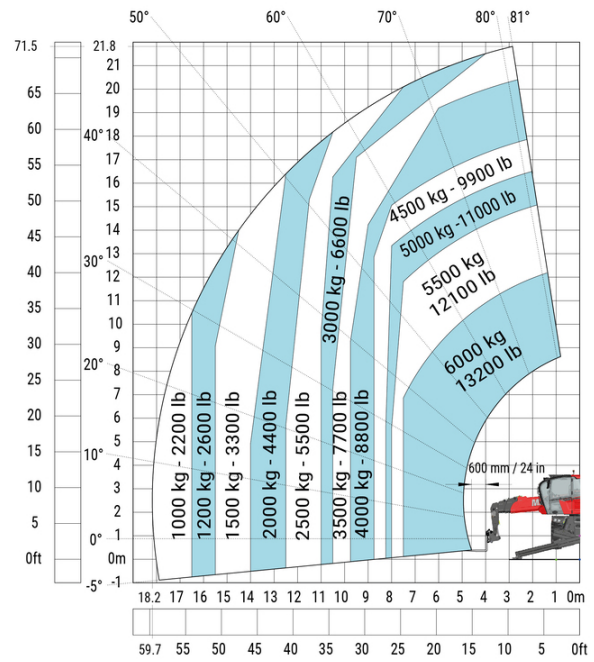 50° 60° 70° 80° 81°
71.5 21.8
21
65 20
19
60 40° 18
17
55 16
50 15
14
45 13
30° 12
40 11
35 10
30 9
8
25 20° 7
20 6
5
15 10° 4
10 3
2
5 0° 1
0ft 0m
-5° -1
1000 kg - 2200 lb
1200 kg - 2600 lb
1500 kg - 3300 lb
2000 kg - 4400 lb
2500 kg - 5500 lb
3000 kg - 6600 lb
3500 kg - 7700 lb
4000 kg - 8800 lb
4500 kg - 9900 lb
5000 kg -11000 lb
5500 kg
12100 lb
6000 kg
13200 lb
600 mm / 24 in
18.2 17 16 15 14 13 12 11 10 9 8 7 6 5 4 3 2 1 0m
59.7 55 50 45 40 35 30 25 20 15 10 5 0ft